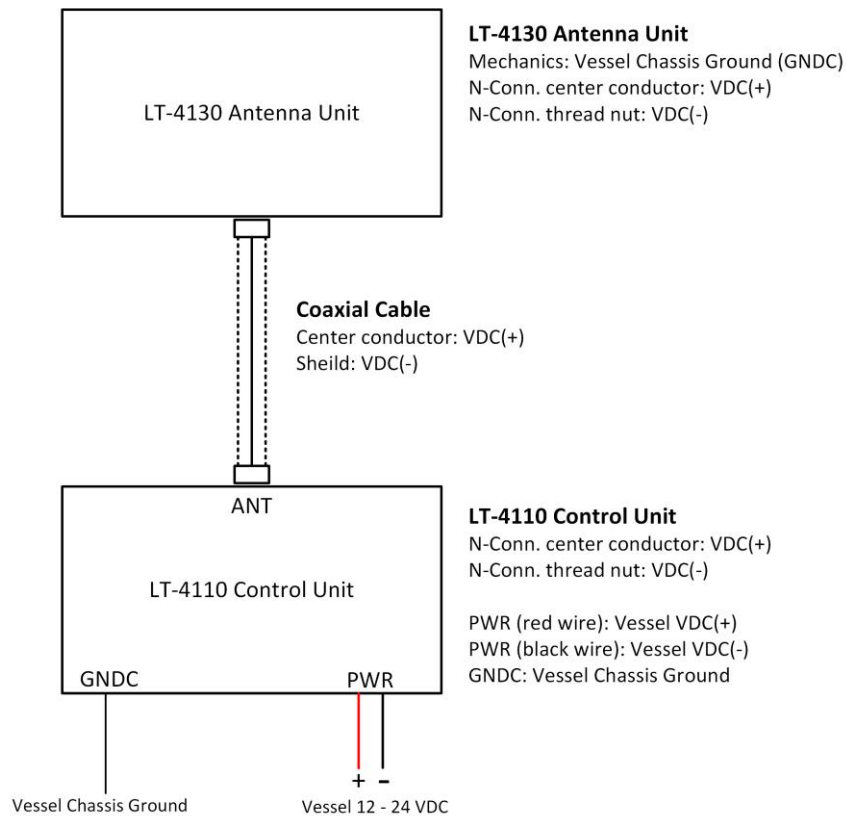 LT-4130 Antenna Unit
Mechanics: Vessel Chassis Ground (GNDC)
N-Conn. center conductor: VDC(+)
N-Conn. thread nut: VDC(-)
LT-4130 Antenna Unit
Coaxial Cable
Center conductor: VDC(+)
Sheild: VDC(-)
ANT
LT-4110 Control Unit
GNDC
PWR
LT-4110 Control Unit
N-Conn. center conductor: VDC(+)
N-Conn. thread nut: VDC(-)
PWR (red wire): Vessel VDC(+)
PWR (black wire): Vessel VDC(-)
GNDC: Vessel Chassis Ground
+ -
Vessel Chassis Ground
Vessel 12 - 24 VDC